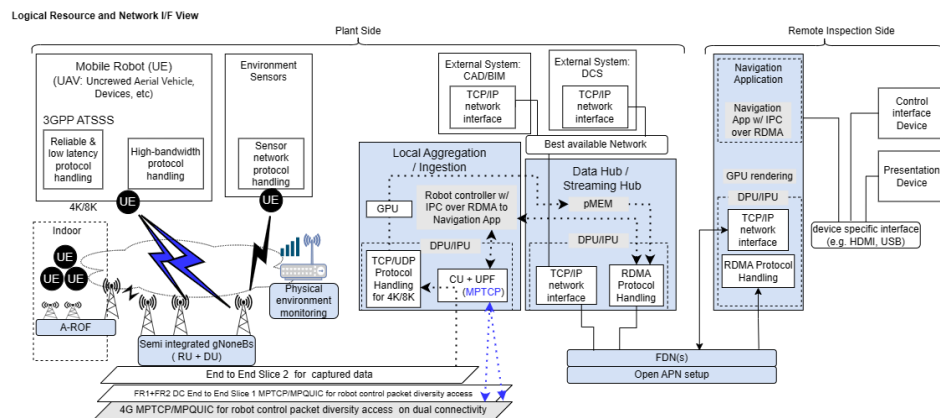 Logical Resource and Network I/F View
Plant Side
Remote Inspection Side
Mobile Robot (UE)
(UAV: Uncrewed Aerial Vehicle,
Devices, etc)
3GPP ATSSS
Reliable &
low latency
protocol
handling
High-bandwidth
protocol
handling
4K/8K
UE
Environment
Sensors
Sensor
network
protocol
handling
UE
External System:
CAD/BIM
TCP/IP
network
interface
External System:
DCS
TCP/IP
network
interface
Best available Network
Navigation
Application
Navigation
App w/ IPC
over RDMA
GPU rendering
DPU/IPU
TCP/IP
network
interface
RDMA Protocol
Handling
Control
interface
Device
Presentation
Device
device specific interface
(e.g. HDMI, USB)
Local Aggregation
/ Ingestion
GPU
Robot controller w/
IPC over RDMA to
Navigation App
DPU/IPU
TCP/UDP
Protocol
Handling
for 4K/8K
CU + UPF
(MPTCP)
Data Hub /
Streaming Hub
pMEM
DPU/IPU
TCP/IP
network
interface
RDMA
Protocol
Handling
Indoor
UE
UE
UE
A-ROF
Physical
environment
monitoring
Semi integrated gNoneBs
( RU + DU)
FDN(s)
Open APN setup
End to End Slice 2 for captured data
FR1+FR2 DC End to End Slice 1 MPTCP/MPQUIC for robot control packet diversity access
4G MPTCP/MPQUIC for robot control packet diversity access on dual connectivity